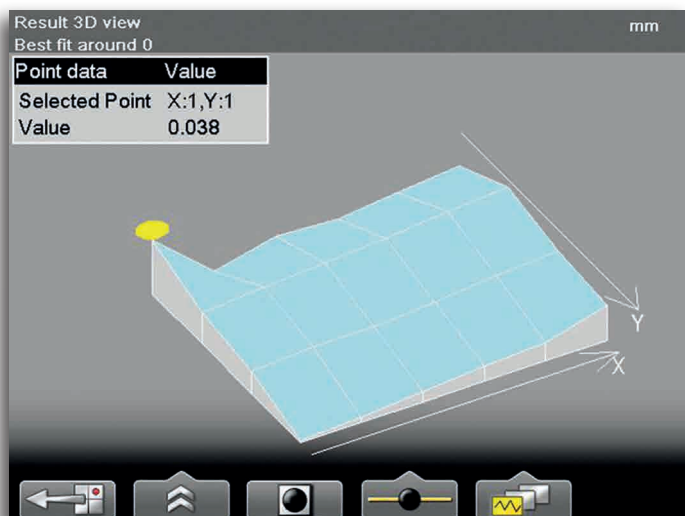 Result 3D view
mm
Best fit around 0
Point data Value
Selected Point X:1,Y:1
Value 0.038
Y
X